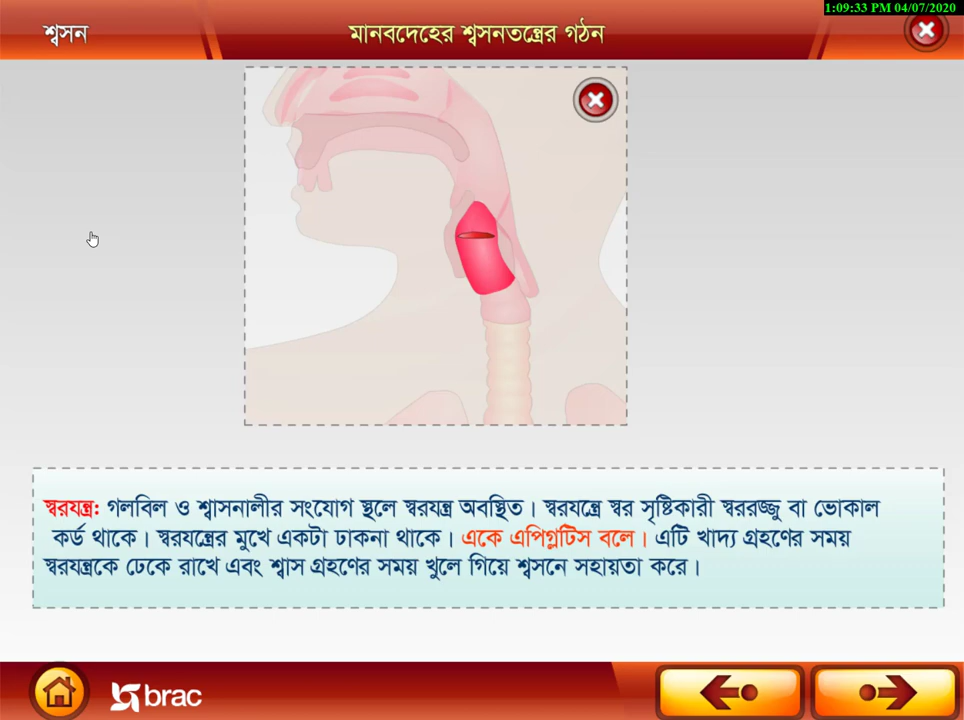 1:09:33 PM 04/07/2020
শ্বসন
মানবদেহের শ্বসনতন্ত্রের গঠন
স্বরযন্ত্র: গলবিল ও শ্বাসনালীর সংযোগ স্থলে স্বরযন্ত্র অবস্থিত। স্বরযন্ত্রে স্বর সৃষ্টিকারী স্বররজ্জু বা ভোকাল
কর্ড থাকে। স্বরযন্ত্রের মুখে একটা ঢাকনা থাকে। একে এপিগ্লটিস বলে। এটি খাদ্য গ্রহণের সময়
স্বরযন্ত্রকে ঢেকে রাখে এবং শ্বাস গ্রহণের সময় খুলে গিয়ে শ্বসনে সহায়তা করে।
brac